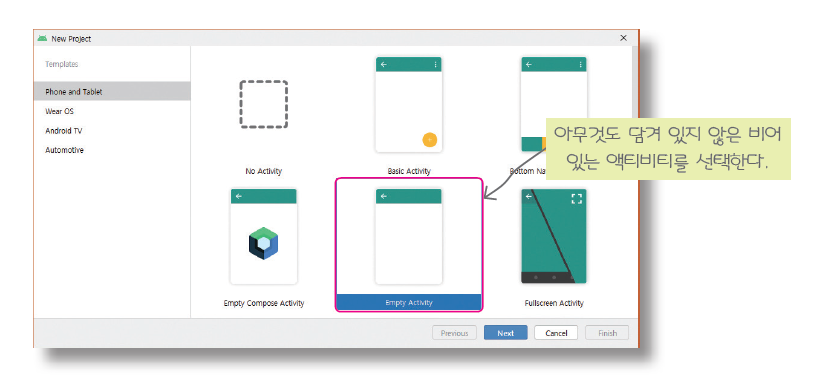 New Project
Templates
Phone and Tablet
Wear OS
Android TV
Automotive
No Activity
Basic Activity
Bottom Na
아무것도 담겨 있지 않은 비어
있는 액티비티를 선택한다.
Empty Compose Activity
Empty Activity
Fullscreen Activity
Previous
Next
Cancel
Finish